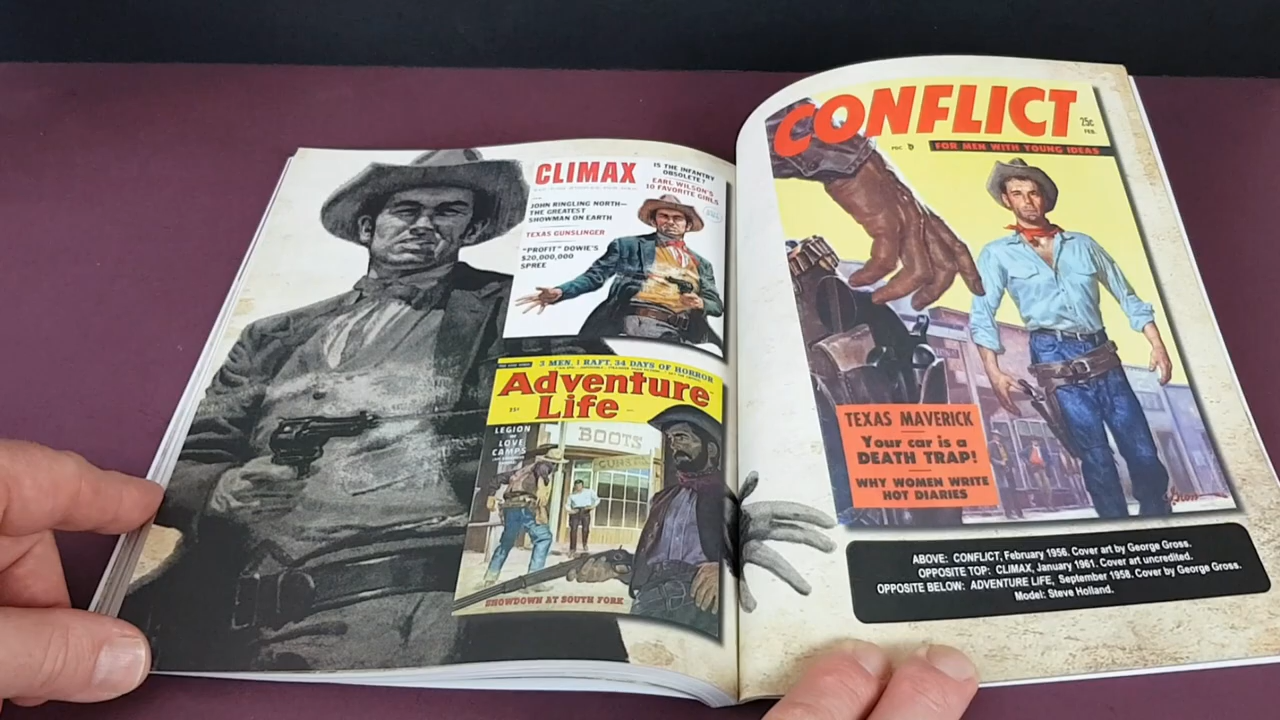 CLIMAX
IS THE INFANTRY
OBSOLETE?
EARL WILSON'S
10 FAVORITE GIRLS
JOHN RINGLING NORTH—
THE GREATEST
SHOWMAN ON EARTH
TEXAS GUNSLINGER
"PROFIT" DOWIE'S
$20,000,000
SPREE
3 MEN, 1 RAFT, 34 DAYS OF HORROR
Adventure
Life
25¢
LEGION
LOVE
CAMPS
BOOTS
GUNS
SHOWDOWN AT SOUTH FORK
CONFLICT
25c
FEB.
PDC
FOR MEN WITH YOUNG IDEAS
TEXAS MAVERICK
Your car is a
DEATH TRAP!
WHY WOMEN WRITE
HOT DIARIES
Gross
ABOVE: CONFLICT, February 1956. Cover art by George Gross.
OPPOSITE TOP: CLIMAX, January 1961. Cover art uncredited.
OPPOSITE BELOW: ADVENTURE LIFE, September 1958. Cover by George Gross.
Model: Steve Holland.